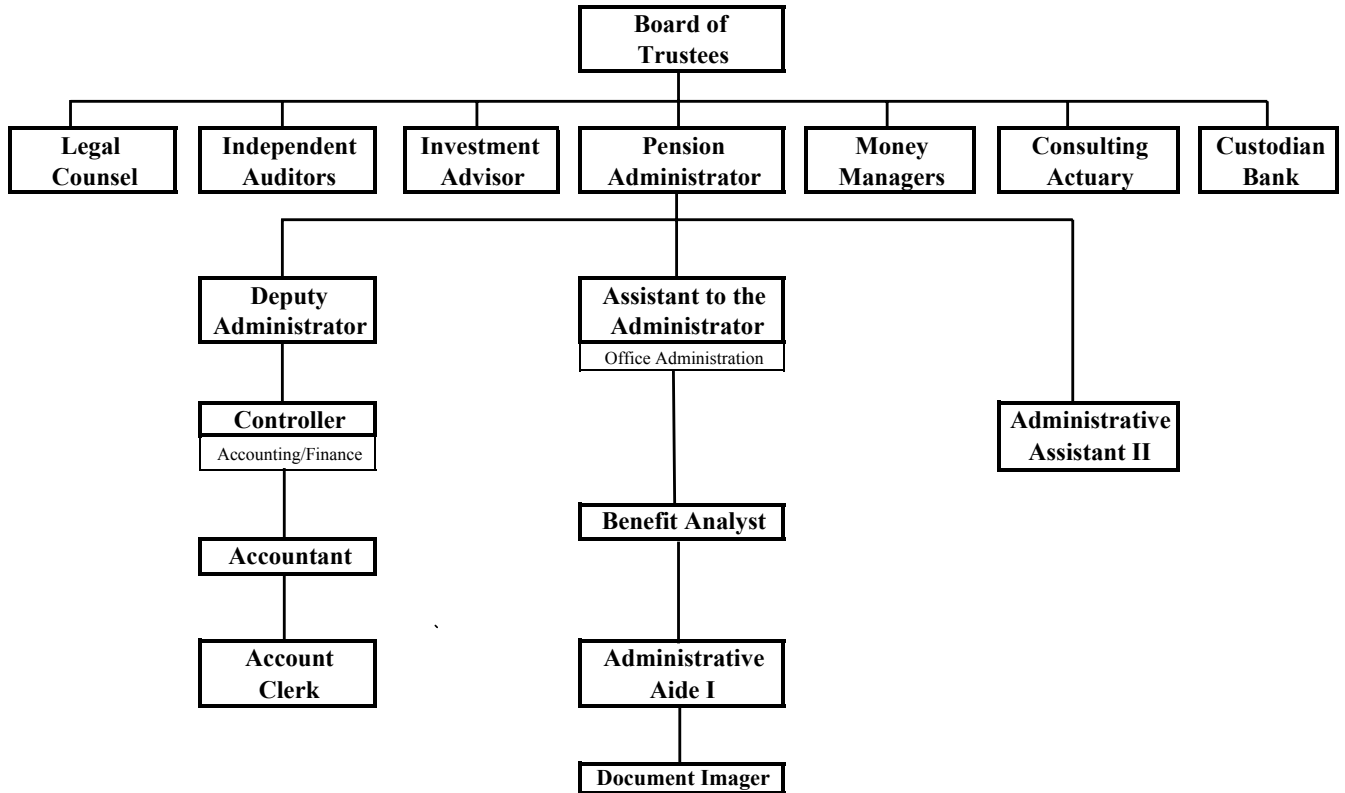 Board of
Trustees
Legal
Counsel
Independent
Auditors
Investment
Advisor
Pension
Administrator
Money
Managers
Consulting
Actuary
Custodian
Bank
Deputy
Administrator
Assistant to the
Administrator
Office Administration
Controller
Accounting/Finance
Administrative
Assistant II
Benefit Analyst
Accountant
`
Account
Clerk
Administrative
Aide I
Document Imager